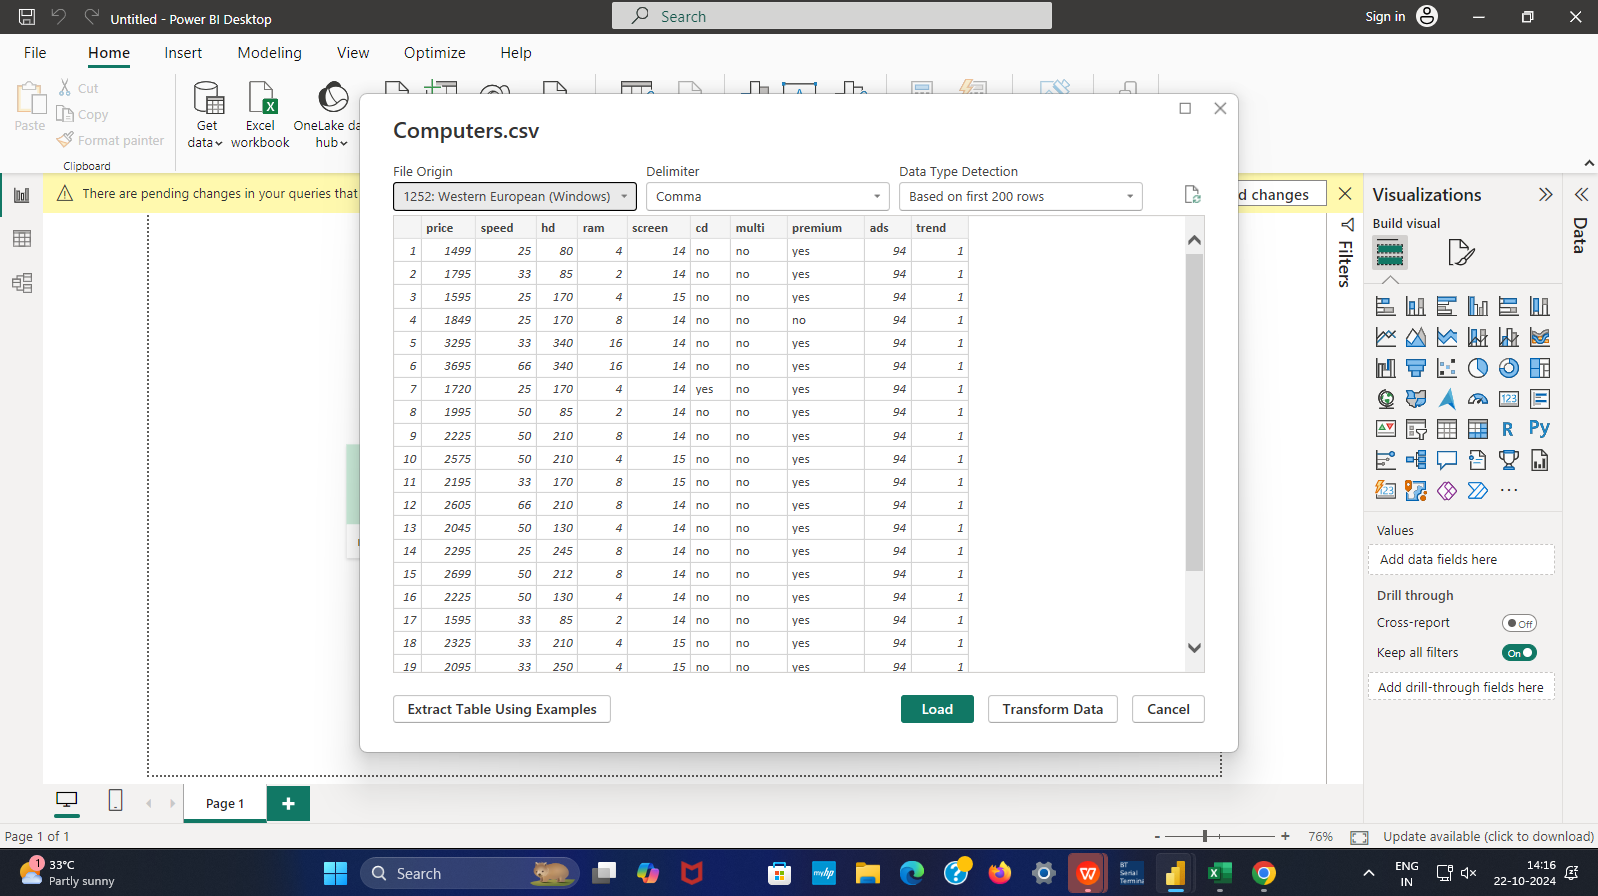 Untitled - Power BI Desktop
Search
Sign in
File Home Insert Modeling View Optimize Help
Paste
Cut
Copy
Format painter
Clipboard
Get data
Excel workbook
OneLake da
hub
There are pending changes in your queries that
d changes
Computers.csv
File Origin Delimiter Data Type Detection
1252: Western European (Windows) Comma Based on first 200 rows
price speed hd ram screen cd multi premium ads trend
1 1499 25 80 4 14 no no yes 94 1
2 1795 33 85 2 14 no no yes 94 1
3 1595 25 170 4 15 no no yes 94 1
4 1849 25 170 8 14 no no no 94 1
5 3295 33 340 16 14 no no yes 94 1
6 3695 66 340 16 14 no no yes 94 1
7 1720 25 170 4 14 yes no yes 94 1
8 1995 50 85 2 14 no no yes 94 1
9 2225 50 210 8 14 no no yes 94 1
10 2575 50 210 4 15 no no yes 94 1
11 2195 33 170 8 15 no no yes 94 1
12 2605 66 210 8 14 no no yes 94 1
13 2045 50 130 4 14 no no yes 94 1
14 2295 25 245 8 14 no no yes 94 1
15 2699 50 212 8 14 no no yes 94 1
16 2225 50 130 4 14 no no yes 94 1
17 1595 33 85 2 14 no no yes 94 1
18 2325 33 210 4 15 no no yes 94 1
19 2095 33 250 4 15 no no yes 94 1
Extract Table Using Examples Load Transform Data Cancel
Filters
Visualizations
Build visual
R Py
123
123
Values
Add data fields here
Drill through
Cross-report Off
Keep all filters On
Add drill-through fields here
Data
Page 1
+
Page 1 of 1
- + 76%
Update available (click to download)
1
33°C
Partly sunny
Search
myhp
BT
Serial
Termina
ENG
IN
14:16
22-10-2024